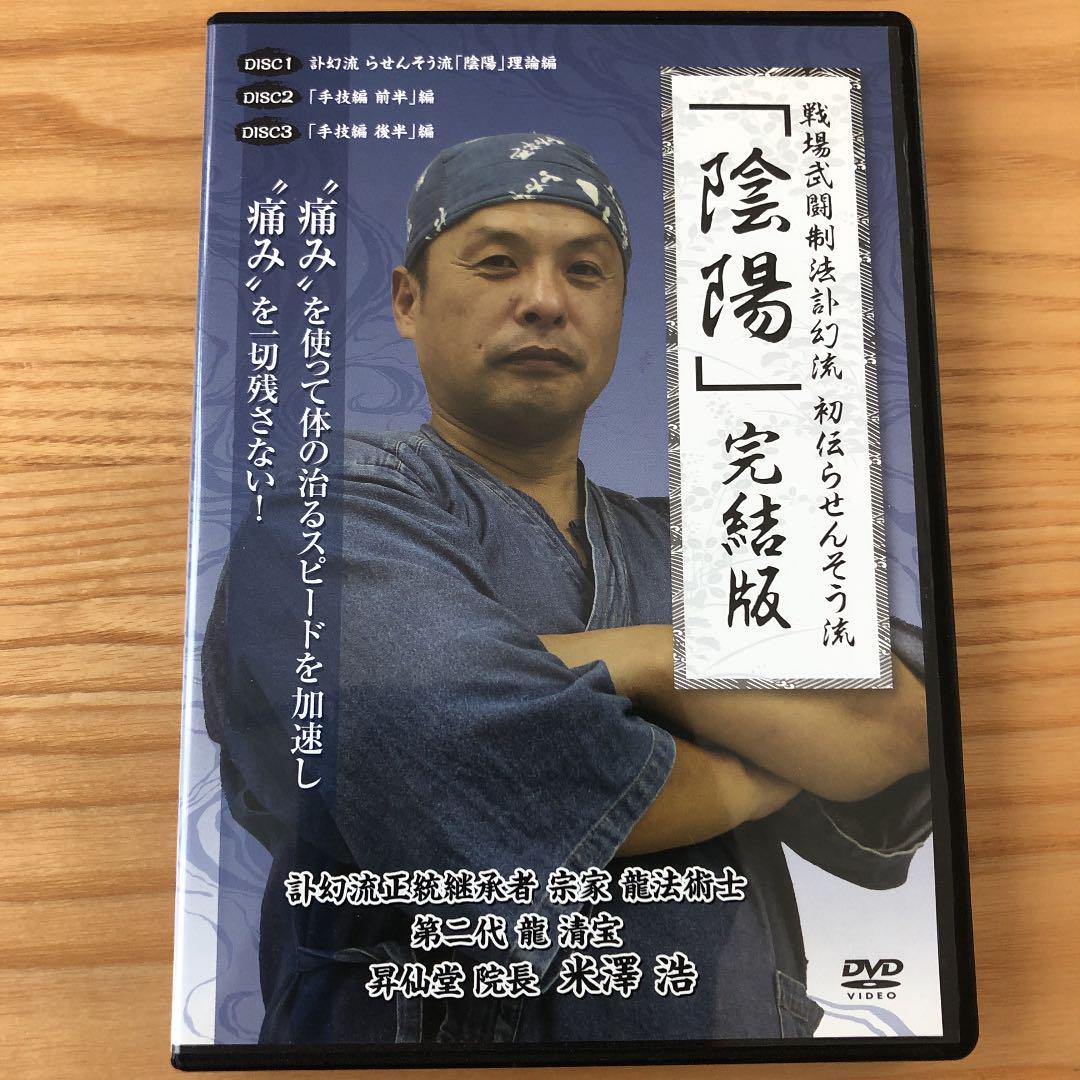 DISC1 訃幻流 らせんそう流「陰陽」理論編
DISC2 「手技編 前半」編
DISC3 「手技編 後半」編
戦場武闘制法訃幻流 初伝らせんそう流
「陰陽」完結版
〝痛み〟を使って体の治るスピードを加速し
〝痛み〟を一切残さない!
訃幻流正統継承者 宗家 龍法術士
第二代 龍 清宝
昇仙堂 院長 米澤 浩
DVD
VIDEO